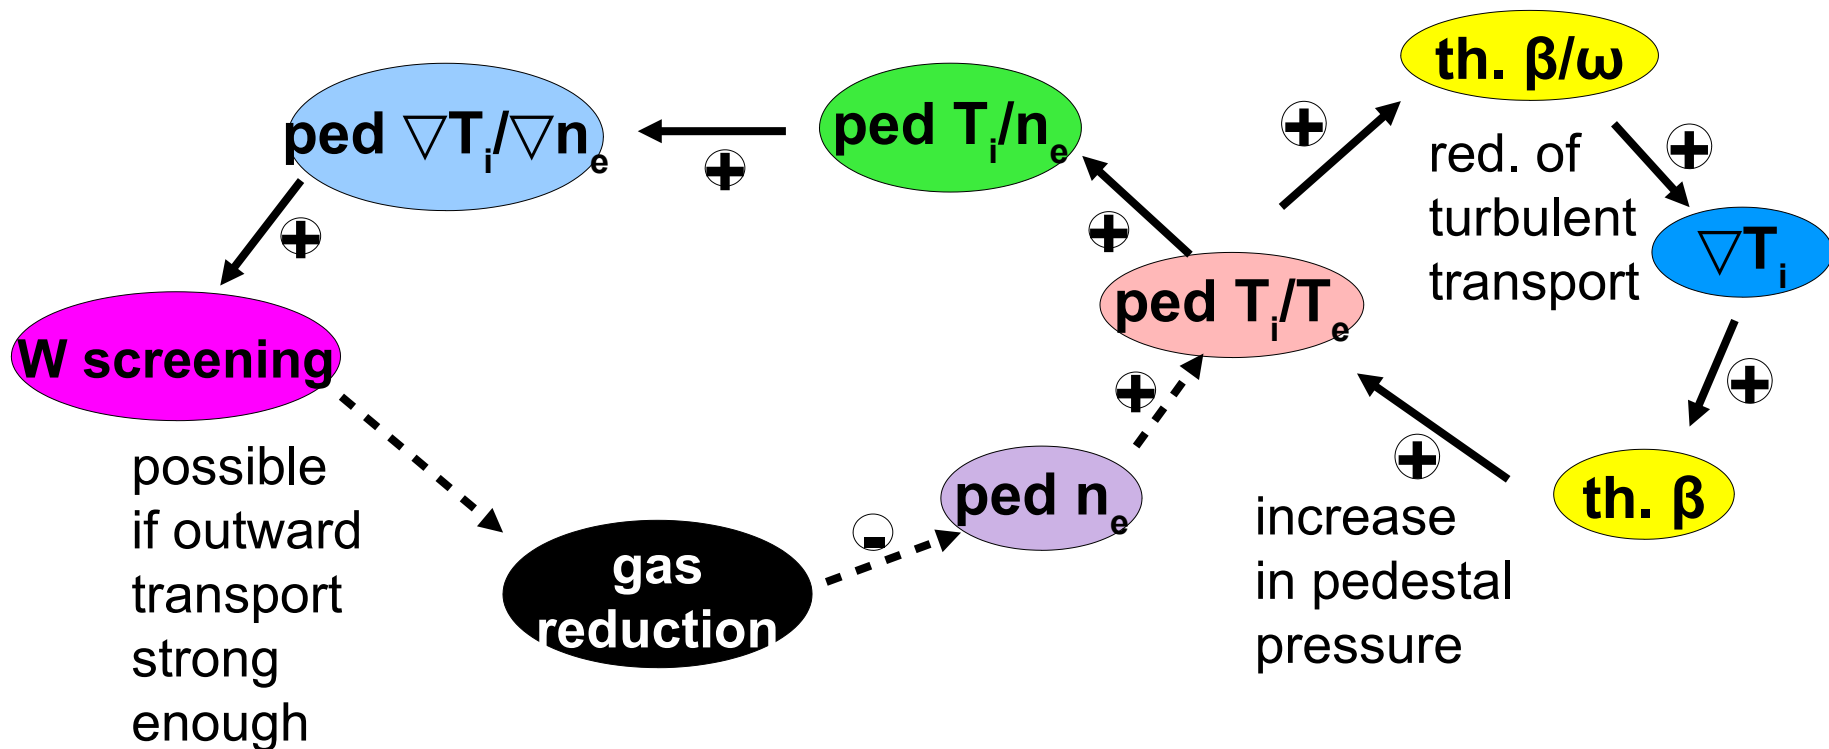 th. β/ω
ped ▽Tᵢ/▽nₑ
ped Tᵢ/nₑ
+
+
+
+
+
red. of
turbulent
transport
▽Tᵢ
ped Tᵢ/Tₑ
W screening
+
+
+
possible
if outward
transport
strong
enough
ped nₑ
th. β
-
gas
reduction
increase
in pedestal
pressure